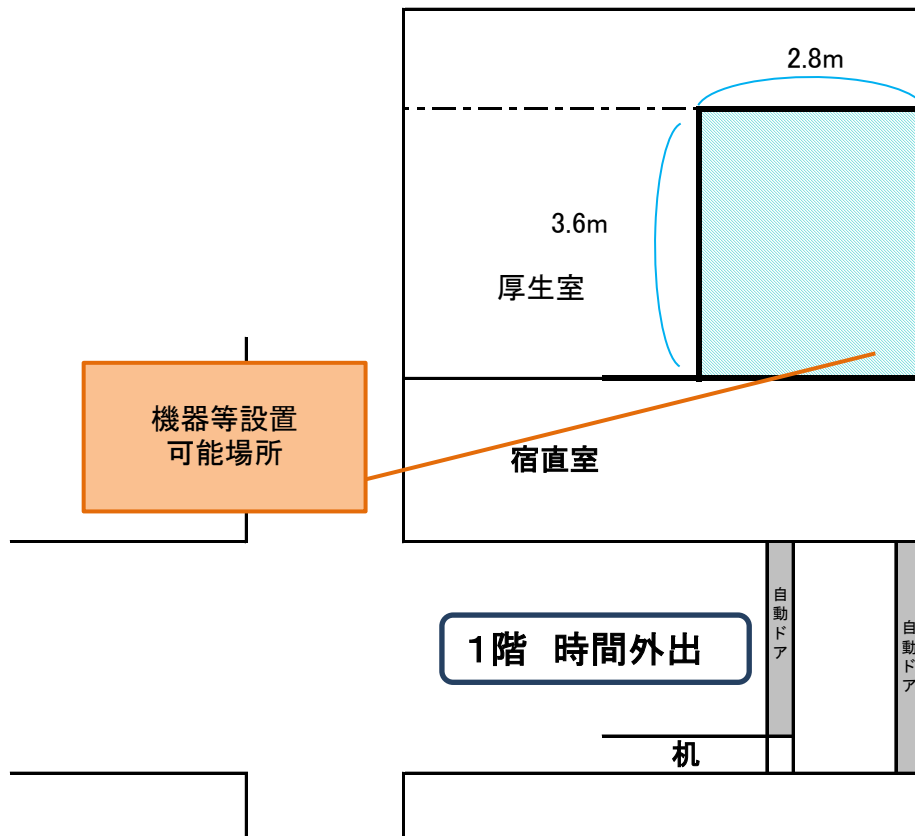 2.8m
3.6m
厚生室
機器等設置
可能場所
宿直室
自動ドア
自動ドア
1階 時間外出
机